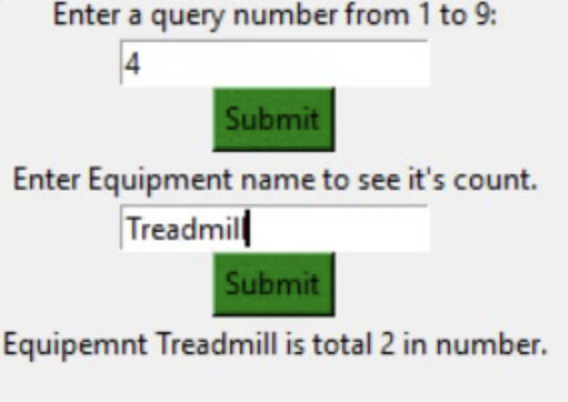 Enter a query number from 1 to 9:
4
Submit
Enter Equipment name to see it's count.
Treadmill
Submit
Equipemnt Treadmill is total 2 in number.